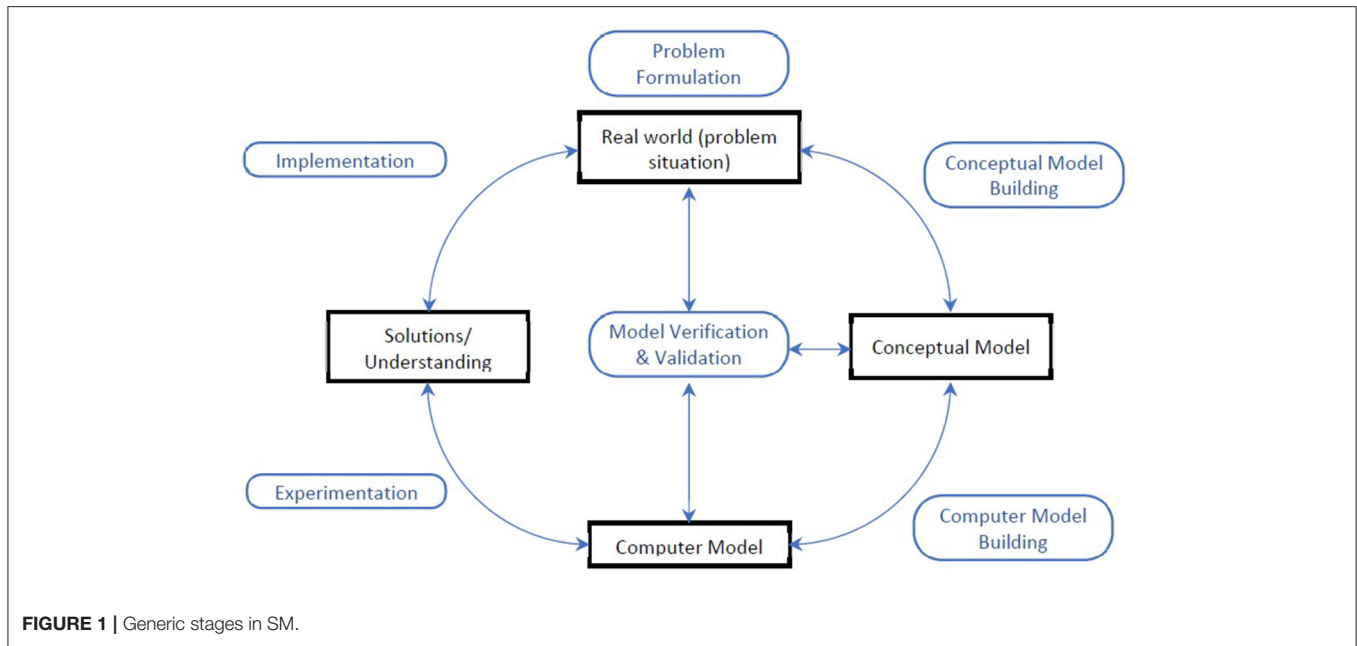 Problem
Formulation
Real world (problem
situation)
Implementation
Conceptual Model
Building
Solutions/
Understanding
Model Verification
& Validation
Conceptual Model
Experimentation
Computer Model
Building
Computer Model
FIGURE 1 | Generic stages in SM.